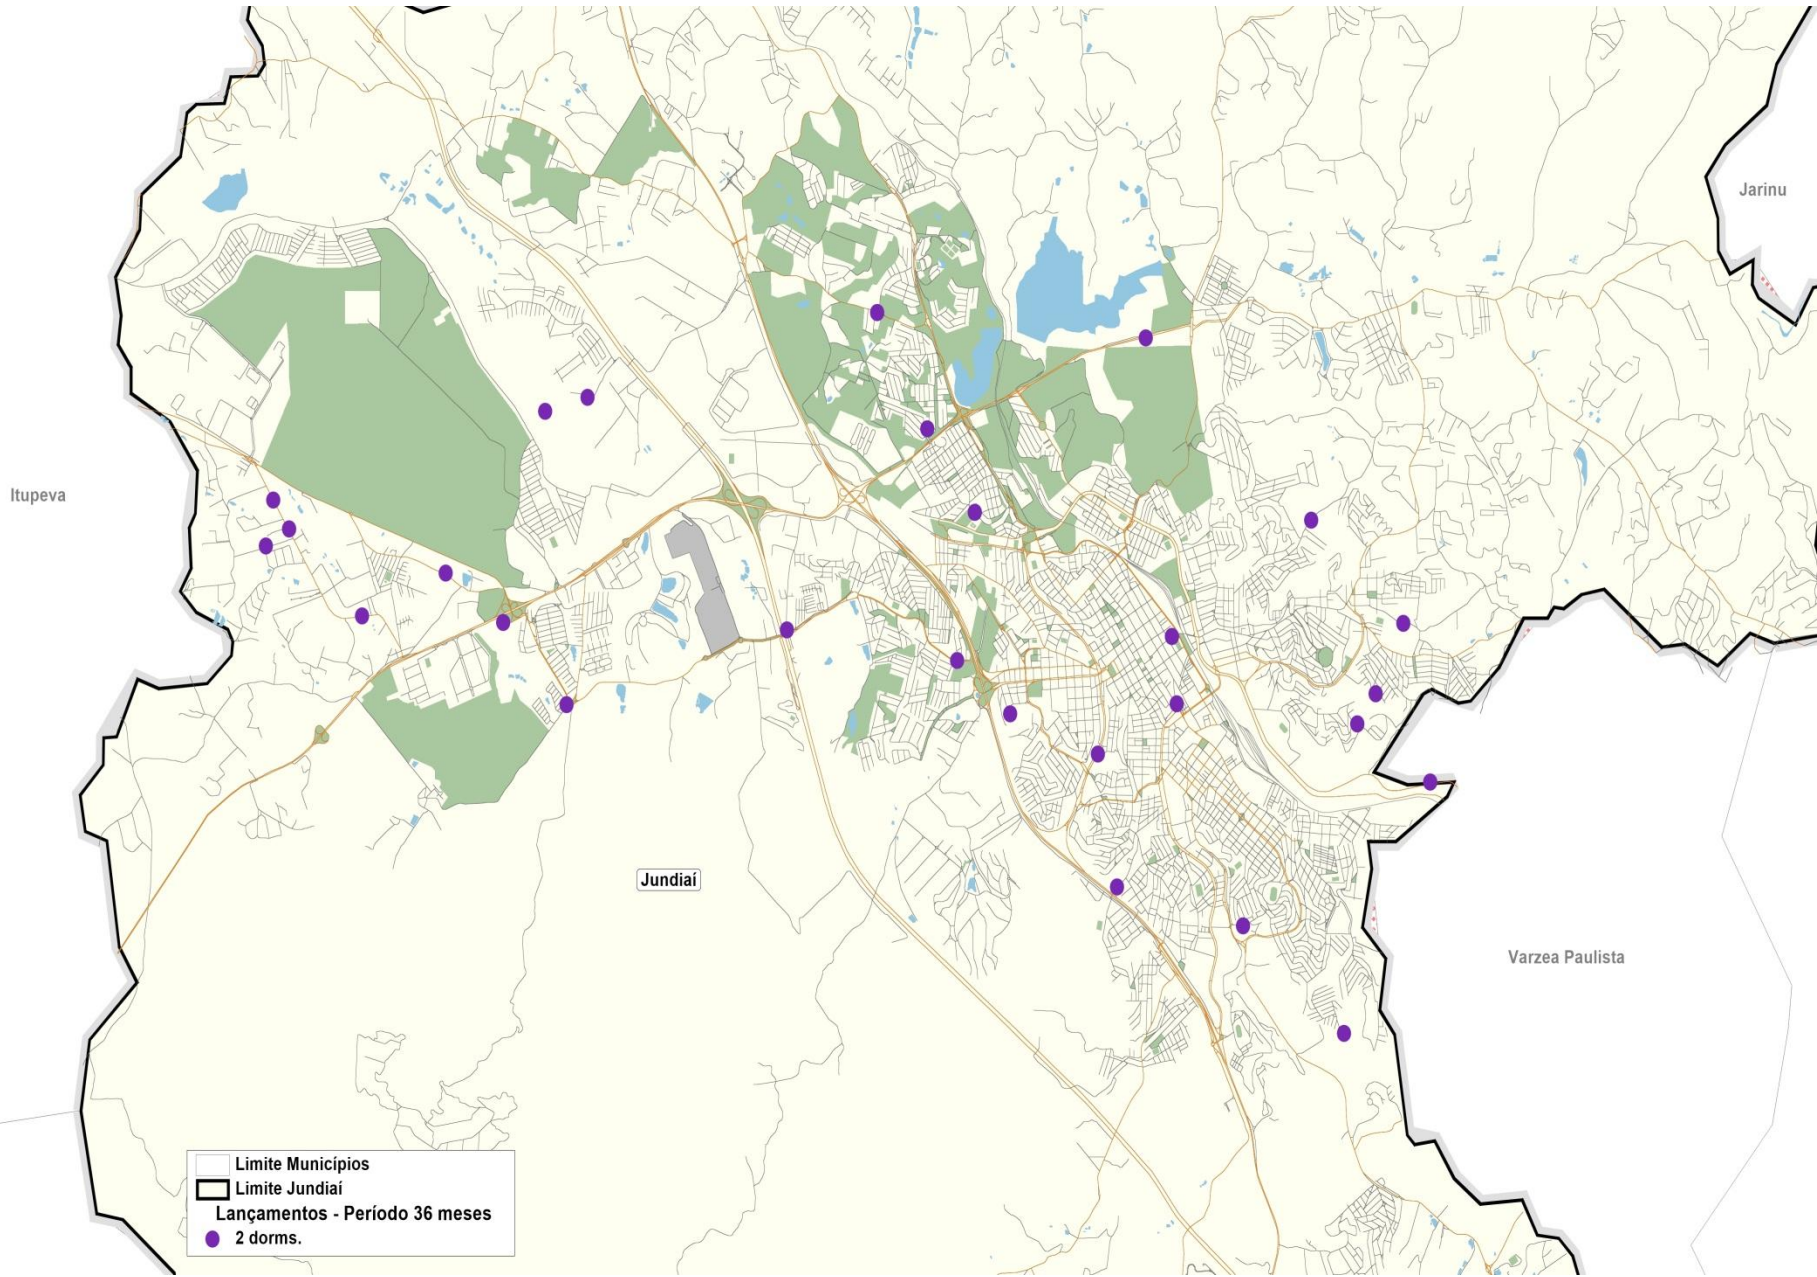 Jarinu
Itupeva
Jundiaí
Varzea Paulista
Limite Municípios
Limite Jundiaí
Lançamentos - Período 36 meses
2 dorms.